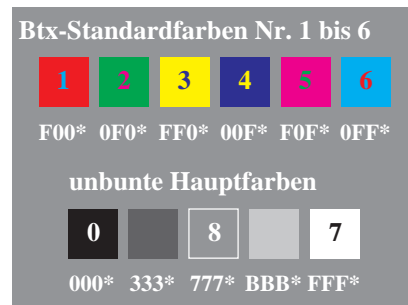 Btx-Standardfarben Nr. 1 bis 6
1 2 3 4 5 6
F00* 0F0* FF0* 00F* F0F* 0FF*
unbunte Hauptfarben
0 8 7
000* 333* 777* BBB* FFF*